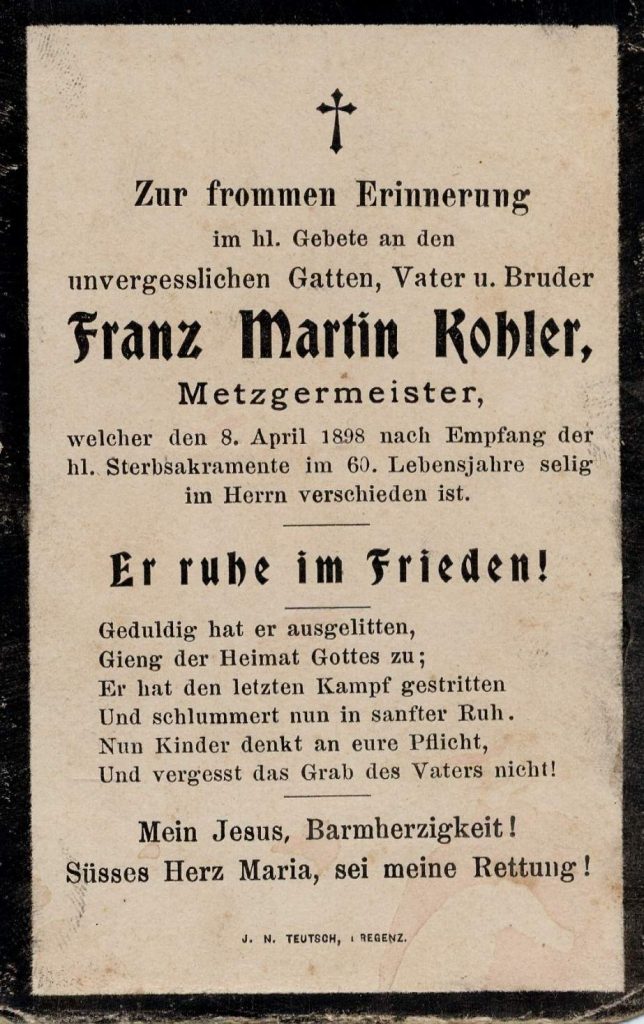 Zur frommen Erinnerung
im hl. Gebete an den
unvergesslichen Gatten, Vater u. Bruder
Franz Martin Kohler,
Metzgermeister,
welcher den 8. April 1898 nach Empfang der
hl. Sterbsakramente im 60. Lebensjahre selig
im Herrn verschieden ist.
Er ruhe im Frieden!
Geduldig hat er ausgelitten,
Gieng der Heimat Gottes zu;
Er hat den letzten Kampf gestritten
Und schlummert nun in sanfter Ruh.
Nun Kinder denkt an eure Pflicht,
Und vergesst das Grab des Vaters nicht!
Mein Jesus, Barmherzigkeit!
Süsses Herz Maria, sei meine Rettung!
J. N. TEUTSCH,